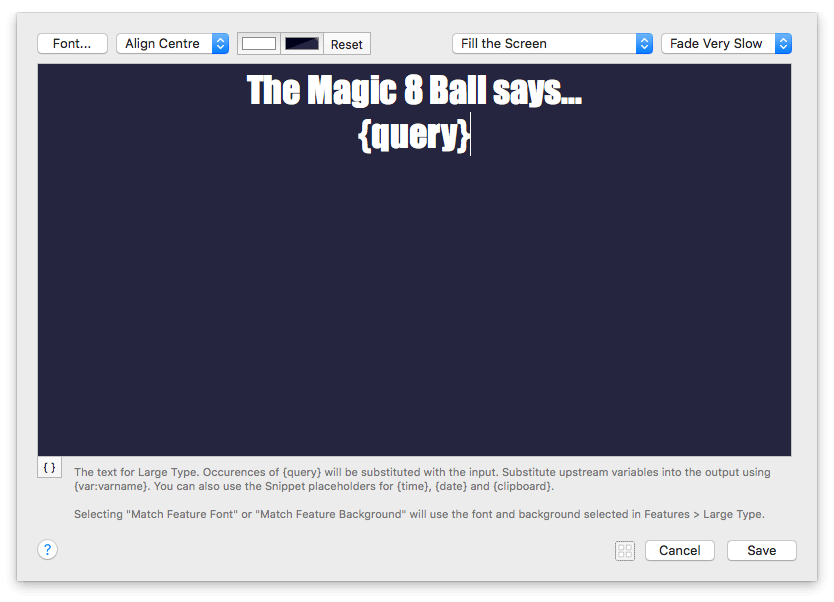 Font... Align Centre Reset Fill the Screen Fade Very Slow
The Magic 8 Ball says...
{query}
{ } The text for Large Type. Occurences of {query} will be substituted with the input. Substitute upstream variables into the output using
{var:varname}. You can also use the Snippet placeholders for {time}, {date} and {clipboard}.
Selecting "Match Feature Font" or "Match Feature Background" will use the font and background selected in Features > Large Type.
? Cancel Save